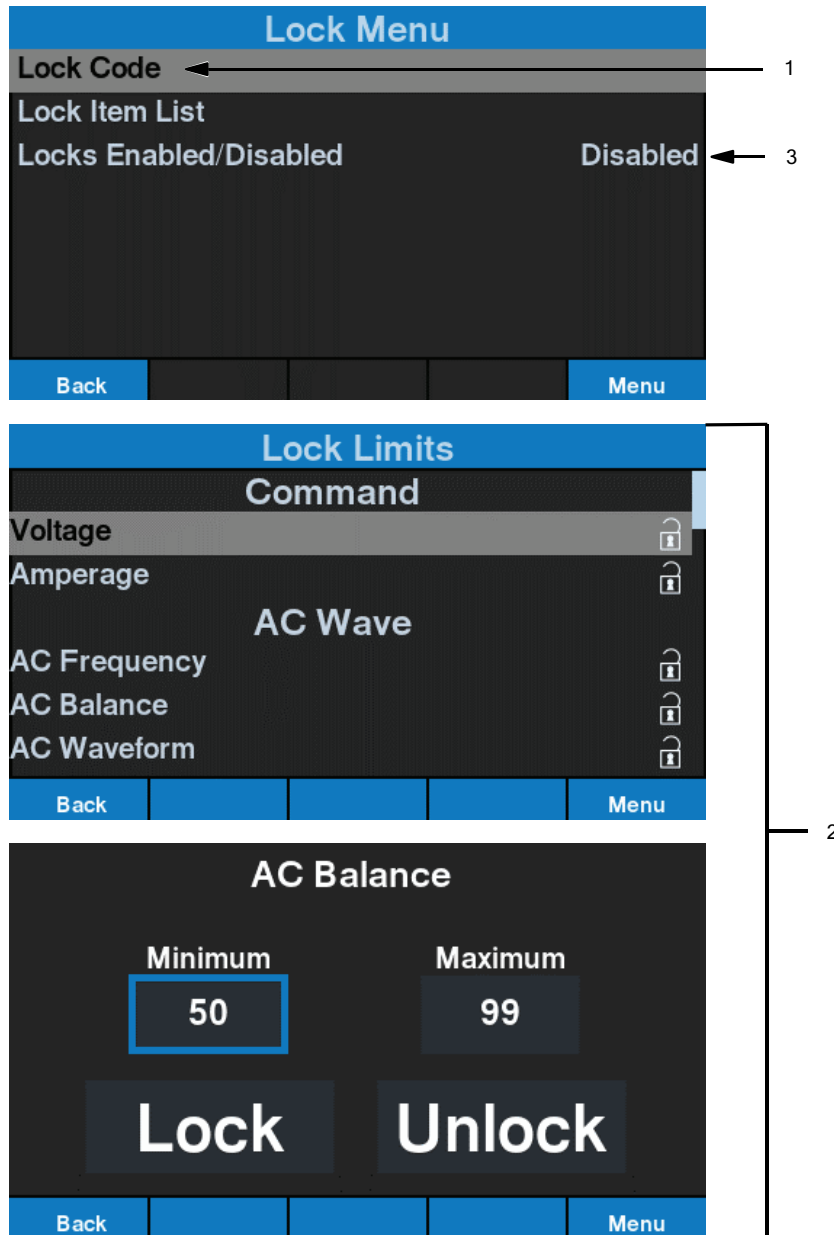 Lock Menu
Lock Code
1
Lock Item List
Locks Enabled/Disabled Disabled
3
Back Menu
Lock Limits
Command
Voltage
Amperage
AC Wave
AC Frequency
AC Balance
AC Waveform
Back Menu
2
AC Balance
Minimum Maximum
50 99
Lock Unlock
Back Menu